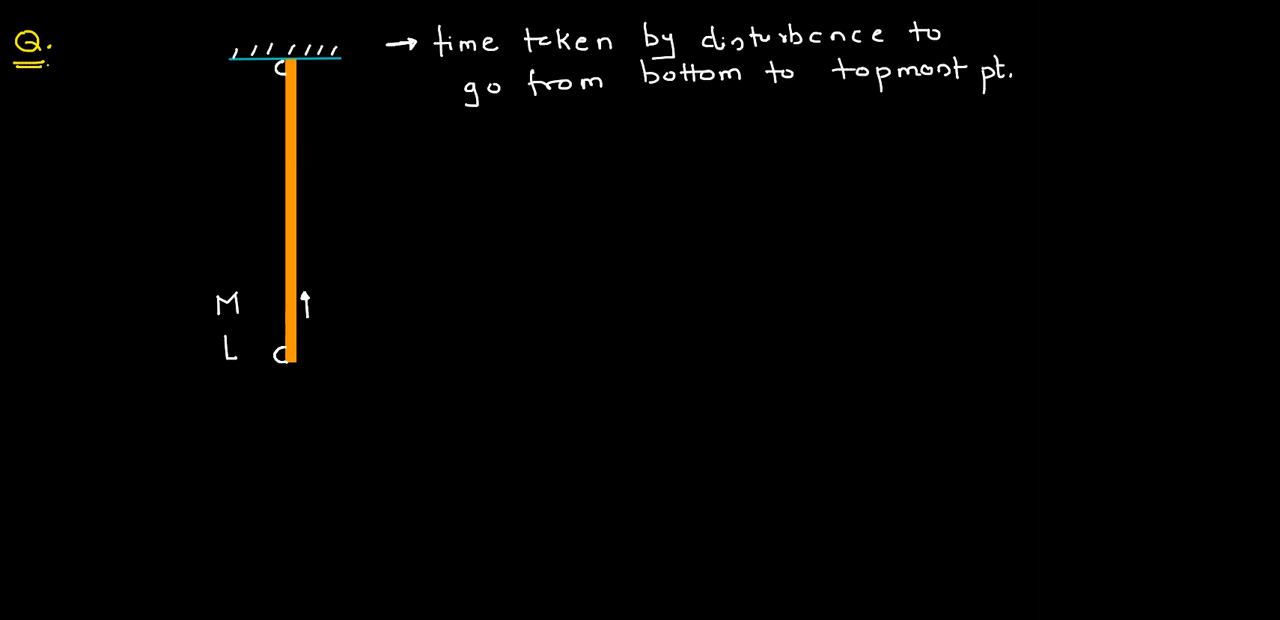 Q.
→ time taken by disturbance to
go from bottom to topmost pt.
M
L